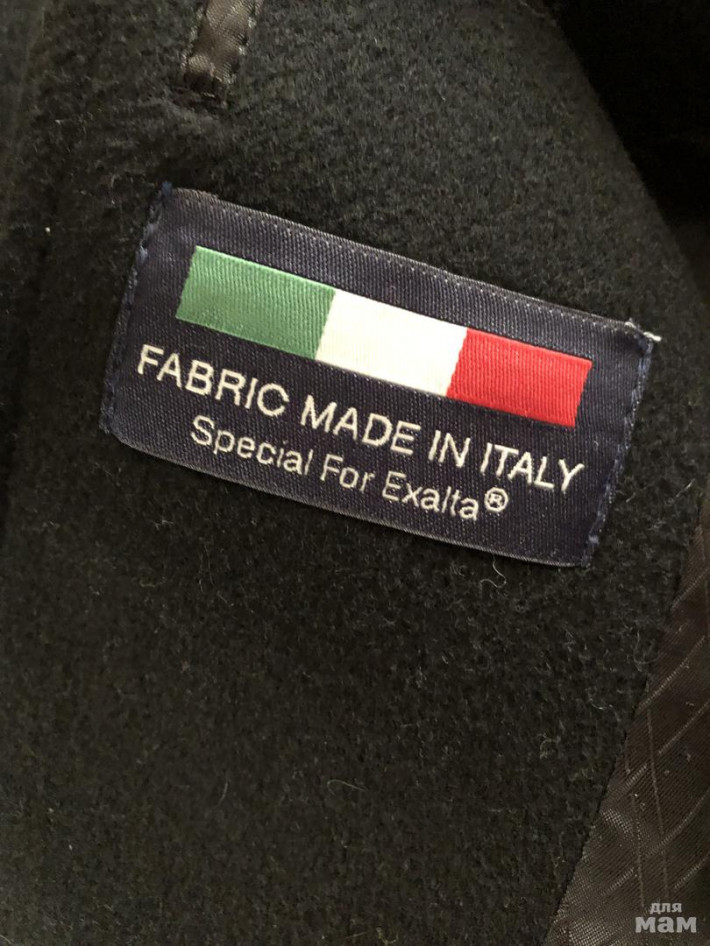 FABRIC MADE IN ITALY
Special For Exalta®
для
мам